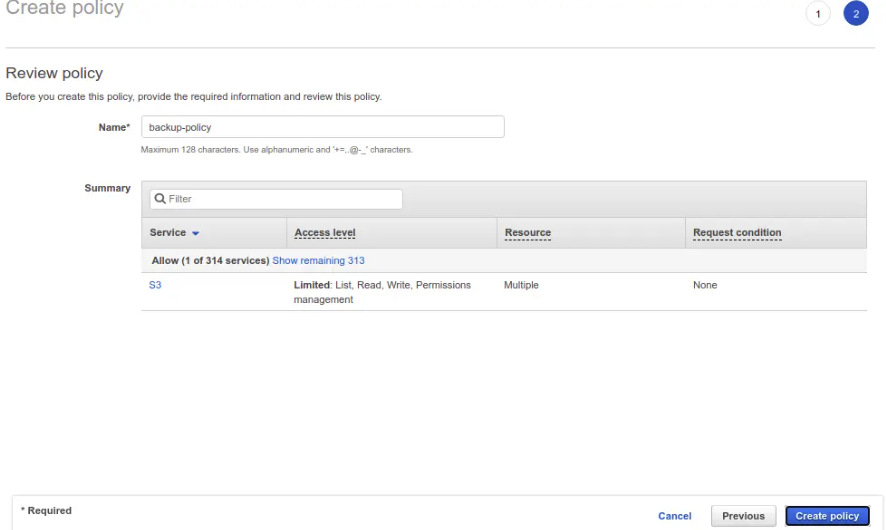 Create policy
1
2
Review policy
Before you create this policy, provide the required information and review this policy.
Name*
backup-policy
Maximum 128 characters. Use alphanumeric and '+=,.@-_' characters.
Summary
Filter
Service
Access level
Resource
Request condition
Allow (1 of 314 services) Show remaining 313
S3
Limited: List, Read, Write, Permissions
management
Multiple
None
* Required
Cancel
Previous
Create policy